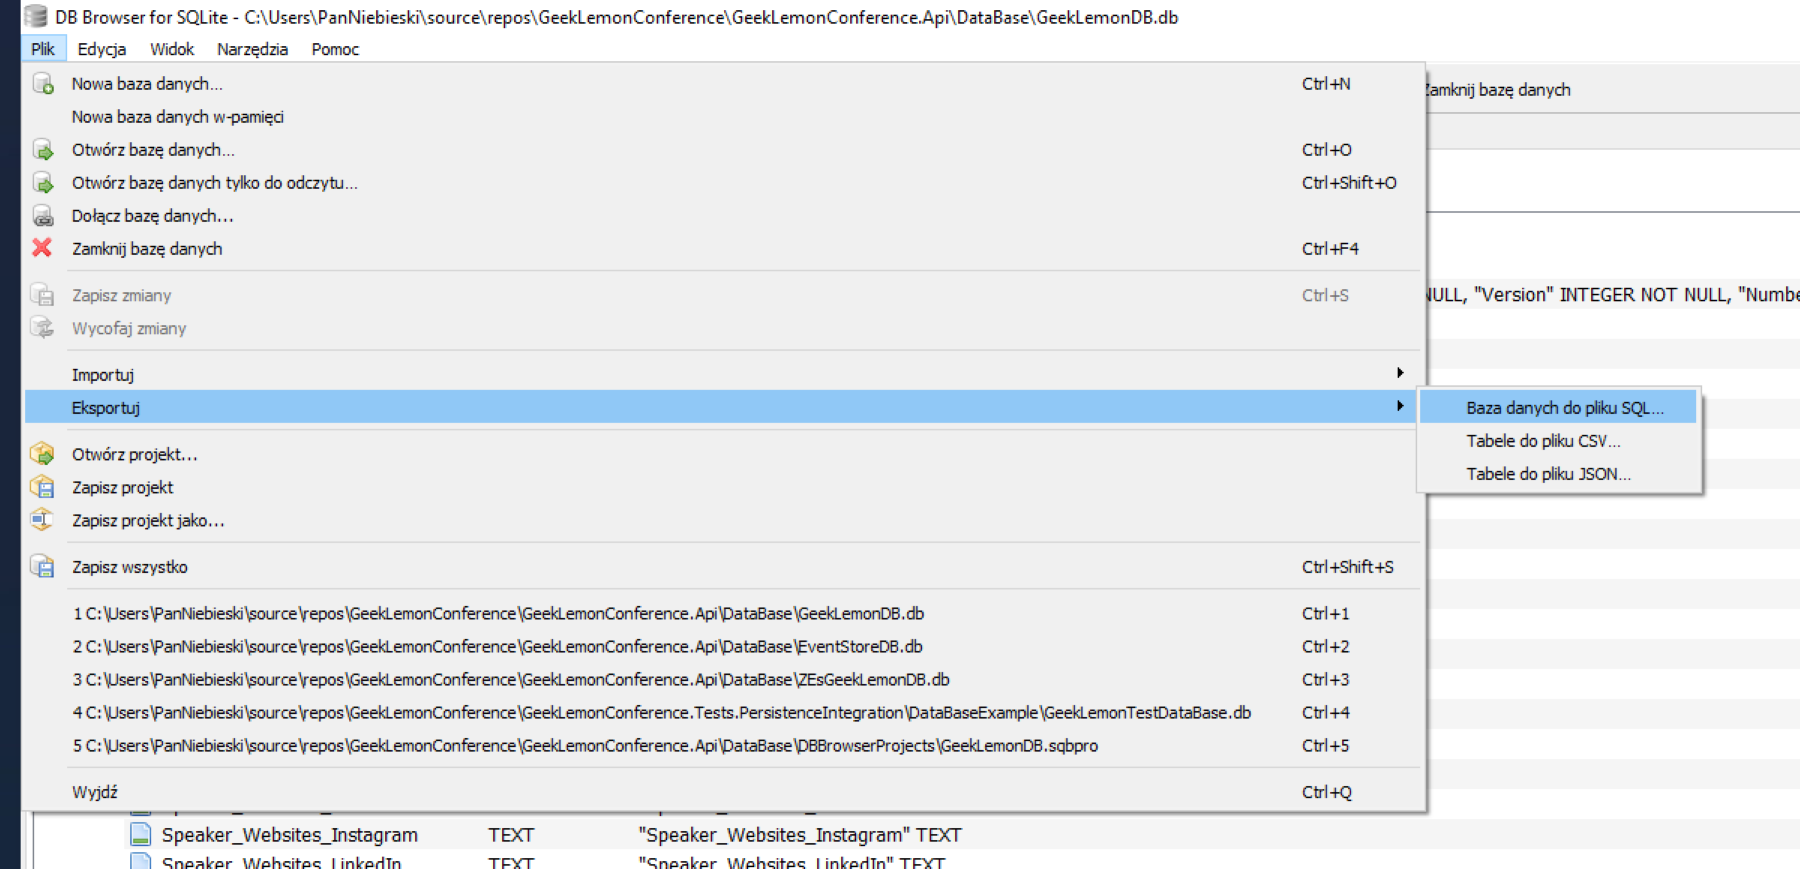 DB Browser for SQLite - C:\Users\PanNiebieski\source\repos\GeekLemonConference\GeekLemonConference.Api\DataBase\GeekLemonDB.db
Plik Edycja Widok Narzędzia Pomoc
Nowa baza danych... Ctrl+N
Zamknij bazę danych
Nowa baza danych w-pamięci
Otwórz bazę danych... Ctrl+O
Otwórz bazę danych tylko do odczytu... Ctrl+Shift+O
Dołącz bazę danych...
Zamknij bazę danych Ctrl+F4
Zapisz zmiany Ctrl+S
NULL, "Version" INTEGER NOT NULL, "Numbe
Wycofaj zmiany
Importuj
Eksportuj
Baza danych do pliku SQL...
Tabele do pliku CSV...
Tabele do pliku JSON...
Otwórz projekt...
Zapisz projekt
Zapisz projekt jako...
Zapisz wszystko Ctrl+Shift+S
1 C:\Users\PanNiebieski\source\repos\GeekLemonConference\GeekLemonConference.Api\DataBase\GeekLemonDB.db Ctrl+1
2 C:\Users\PanNiebieski\source\repos\GeekLemonConference\GeekLemonConference.Api\DataBase\EventStoreDB.db Ctrl+2
3 C:\Users\PanNiebieski\source\repos\GeekLemonConference\GeekLemonConference.Api\DataBase\ZEsGeekLemonDB.db Ctrl+3
4 C:\Users\PanNiebieski\source\repos\GeekLemonConference\GeekLemonConference.Tests.PersistenceIntegration\DataBaseExample\GeekLemonTestDataBase.db Ctrl+4
5 C:\Users\PanNiebieski\source\repos\GeekLemonConference\GeekLemonConference.Api\DataBase\DBBrowserProjects\GeekLemonDB.sqbpro Ctrl+5
Wyjdź Ctrl+Q
Speaker_Websites_Instagram TEXT "Speaker_Websites_Instagram" TEXT
Speaker_Websites_LinkedIn TEXT "Speaker_Websites_LinkedIn" TEXT